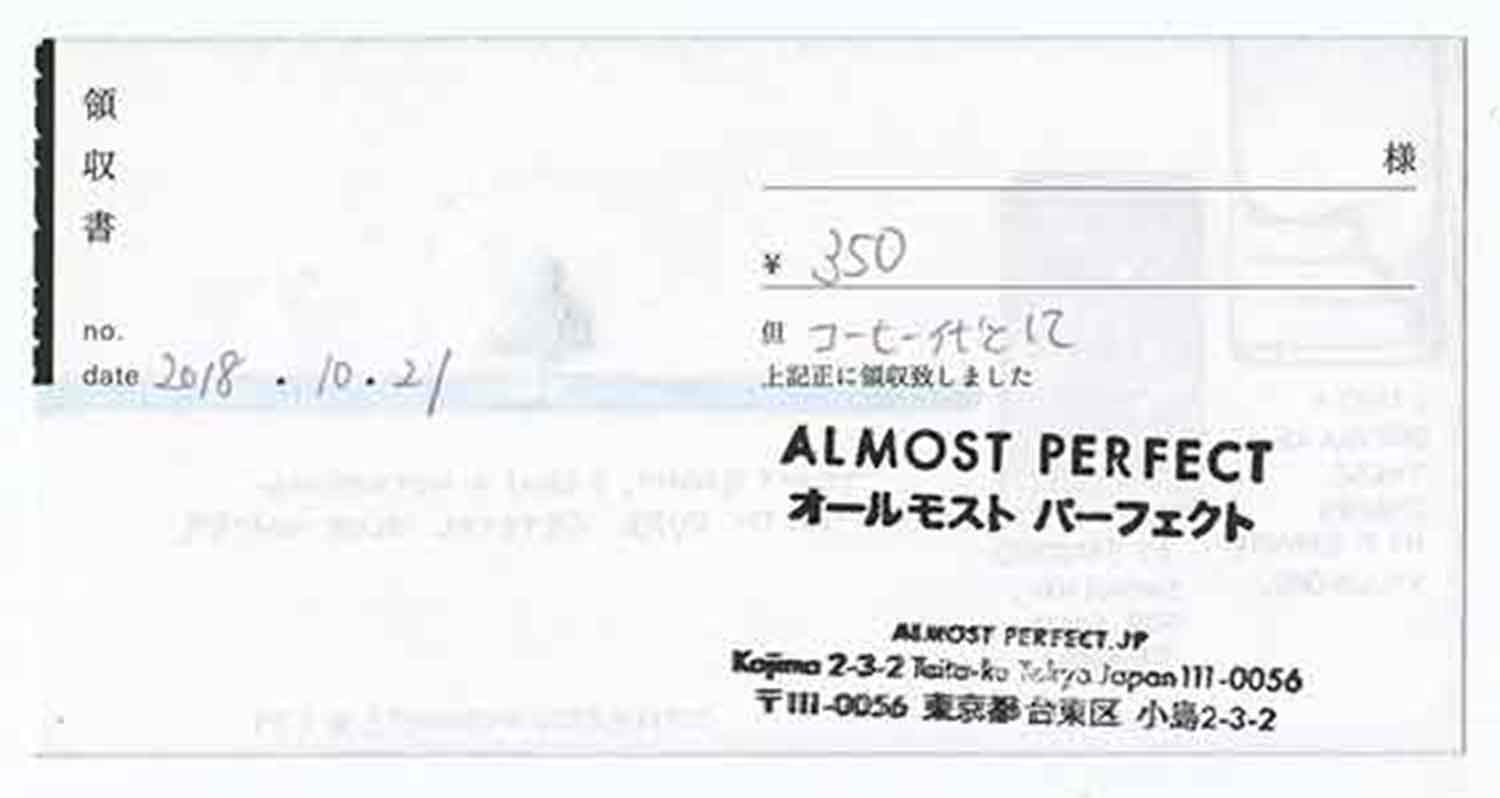 領収書
no.
date 2018.10.21
様
¥ 350
但 コーヒー代として
上記正に領収致しました
ALMOST PERFECT
オールモスト パーフェクト
ALMOST PERFECT.JP
Kojima 2-3-2 Taito-ku Tokyo Japan 111-0056
〒111-0056 東京都台東区 小島2-3-2